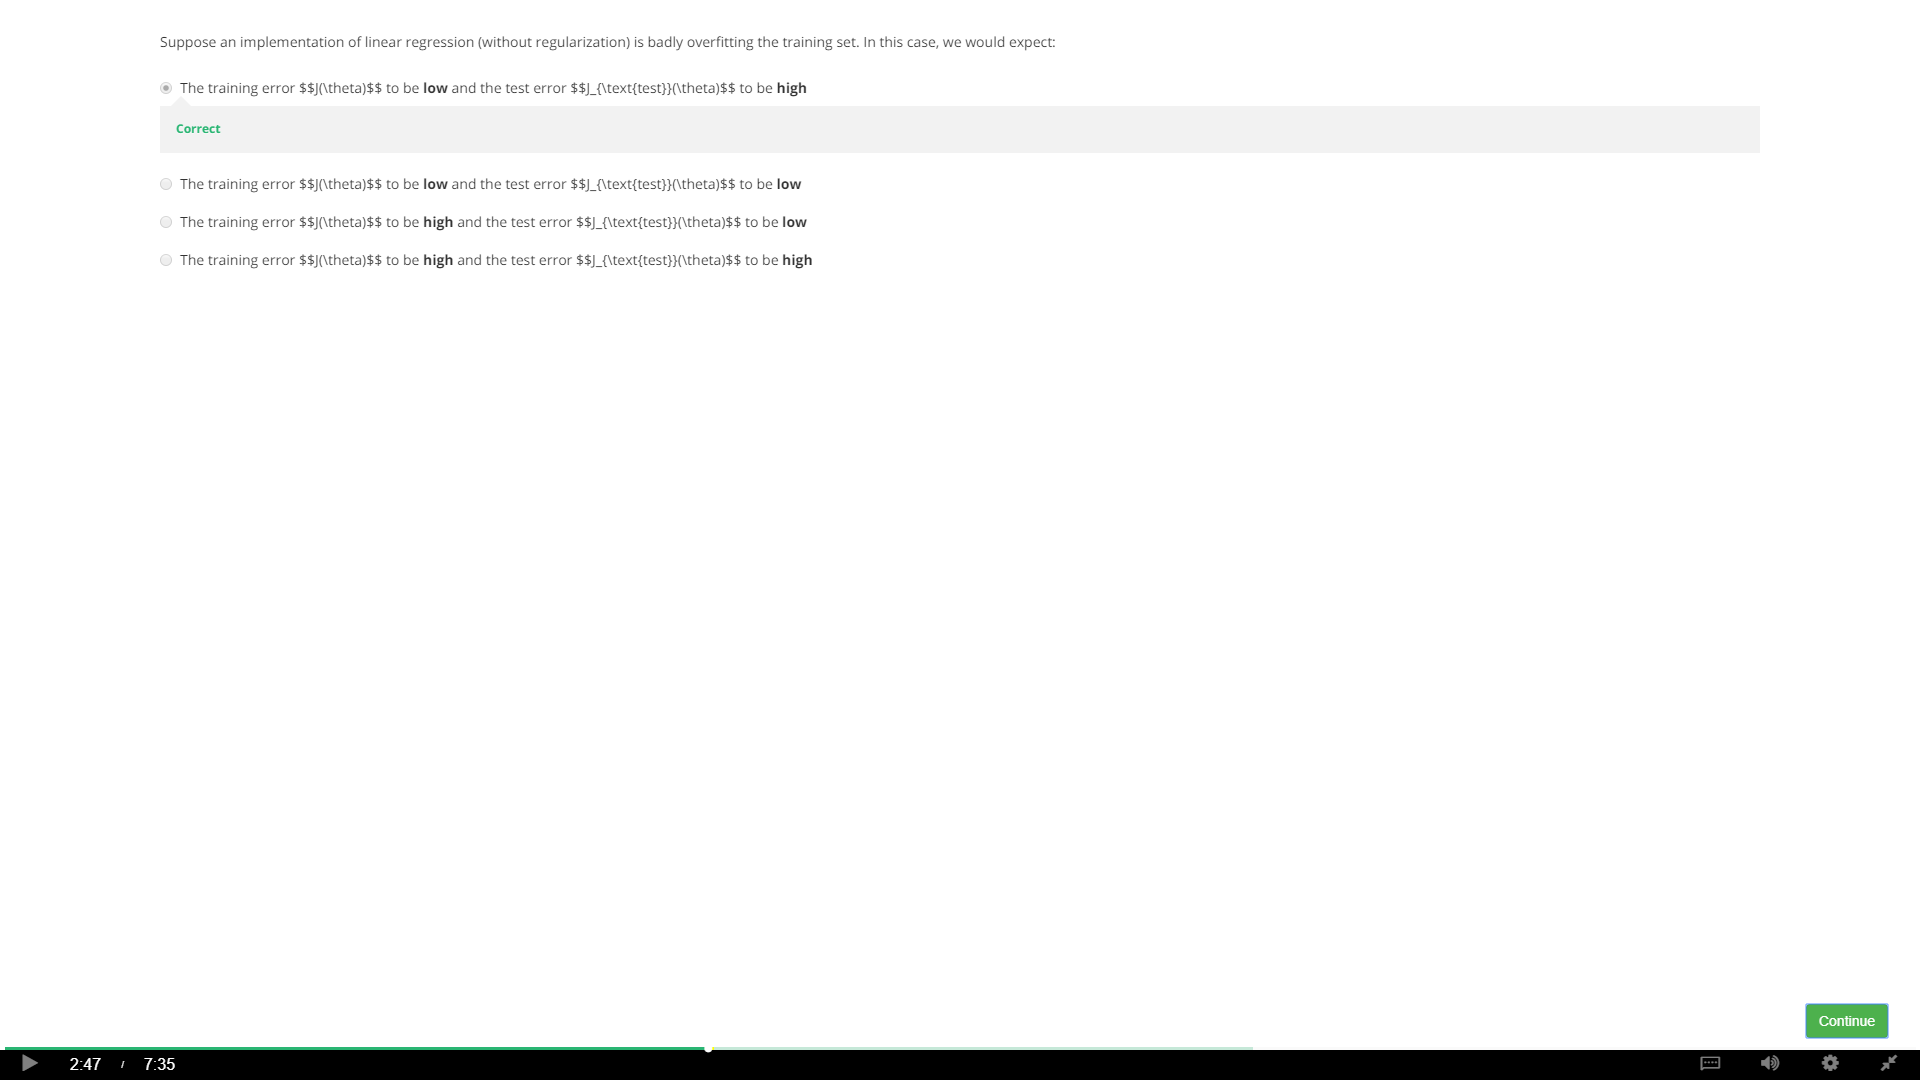 Suppose an implementation of linear regression (without regularization) is badly overfitting the training set. In this case, we would expect:
The training error $$J(\theta)$$ to be low and the test error $$J_{\text{test}}(\theta)$$ to be high
Correct
The training error $$J(\theta)$$ to be low and the test error $$J_{\text{test}}(\theta)$$ to be low
The training error $$J(\theta)$$ to be high and the test error $$J_{\text{test}}(\theta)$$ to be low
The training error $$J(\theta)$$ to be high and the test error $$J_{\text{test}}(\theta)$$ to be high
Continue
2:47 / 7:35